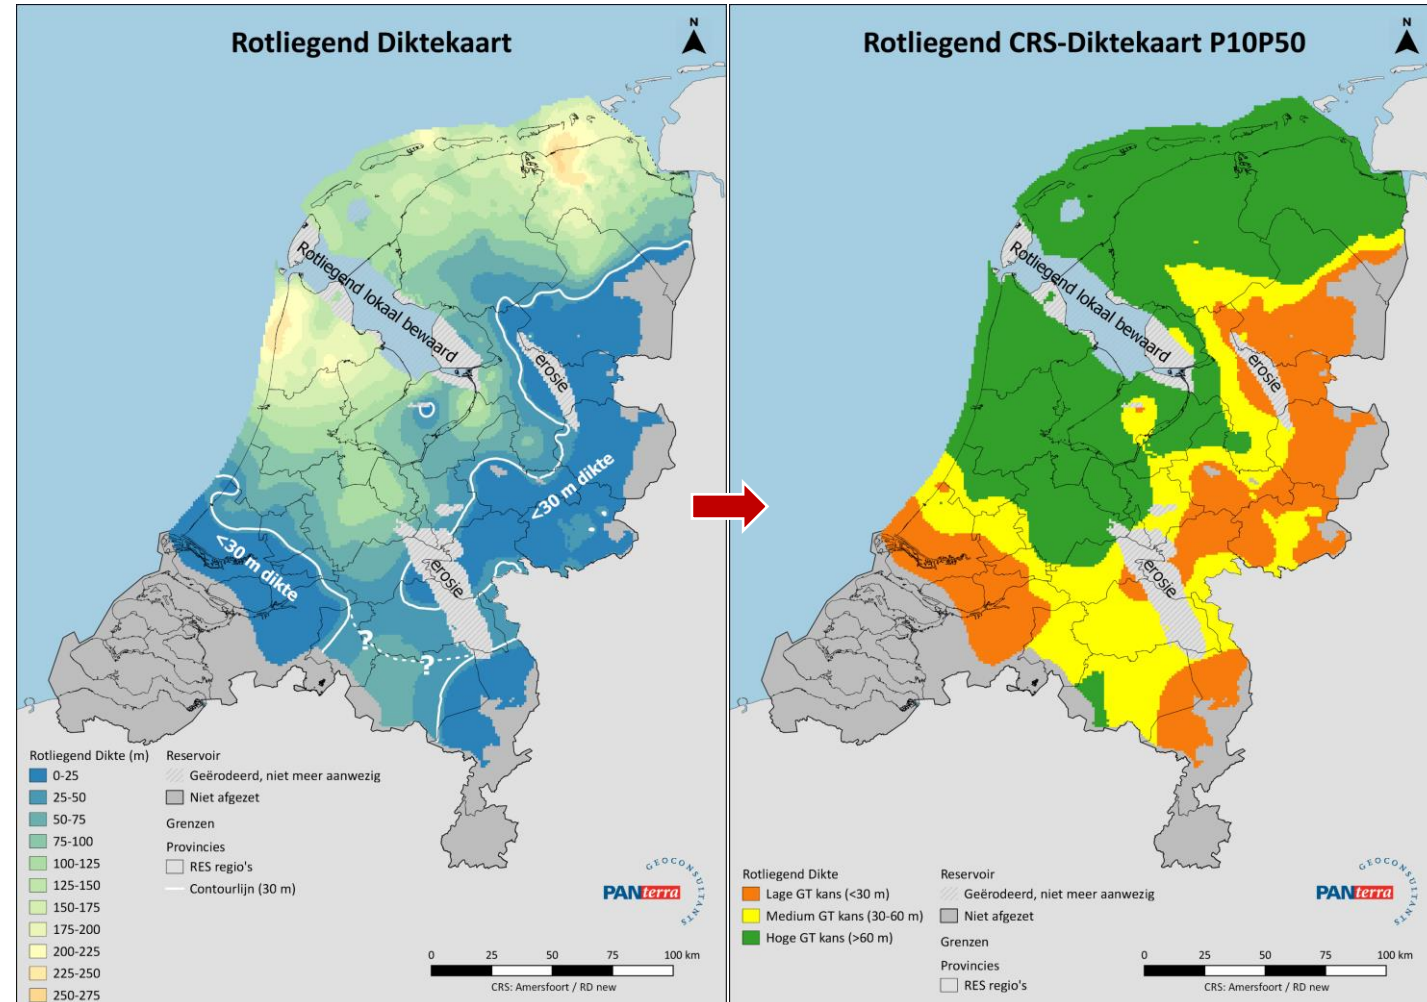 Rotliegend Diktekaart
N
Rotliegend lokaal bewaard
erosie
<30 m dikte
<30 m dikte
erosie
?
?
Rotliegend Dikte (m)
0-25
25-50
50-75
75-100
100-125
125-150
150-175
175-200
200-225
225-250
250-275
Reservoir
Geërodeerd, niet meer aanwezig
Niet afgezet
Grenzen
Provincies
RES regio's
Contourlijn (30 m)
PANterra
GEOCONSULTANTS
0 25 50 75 100 km
CRS: Amersfoort / RD new
Rotliegend CRS-Diktekaart P10P50
N
Rotliegend lokaal bewaard
erosie
erosie
Rotliegend Dikte
Lage GT kans (<30 m)
Medium GT kans (30-60 m)
Hoge GT kans (>60 m)
Reservoir
Geërodeerd, niet meer aanwezig
Niet afgezet
Grenzen
Provincies
RES regio's
PANterra
GEOCONSULTANTS
0 25 50 75 100 km
CRS: Amersfoort / RD new